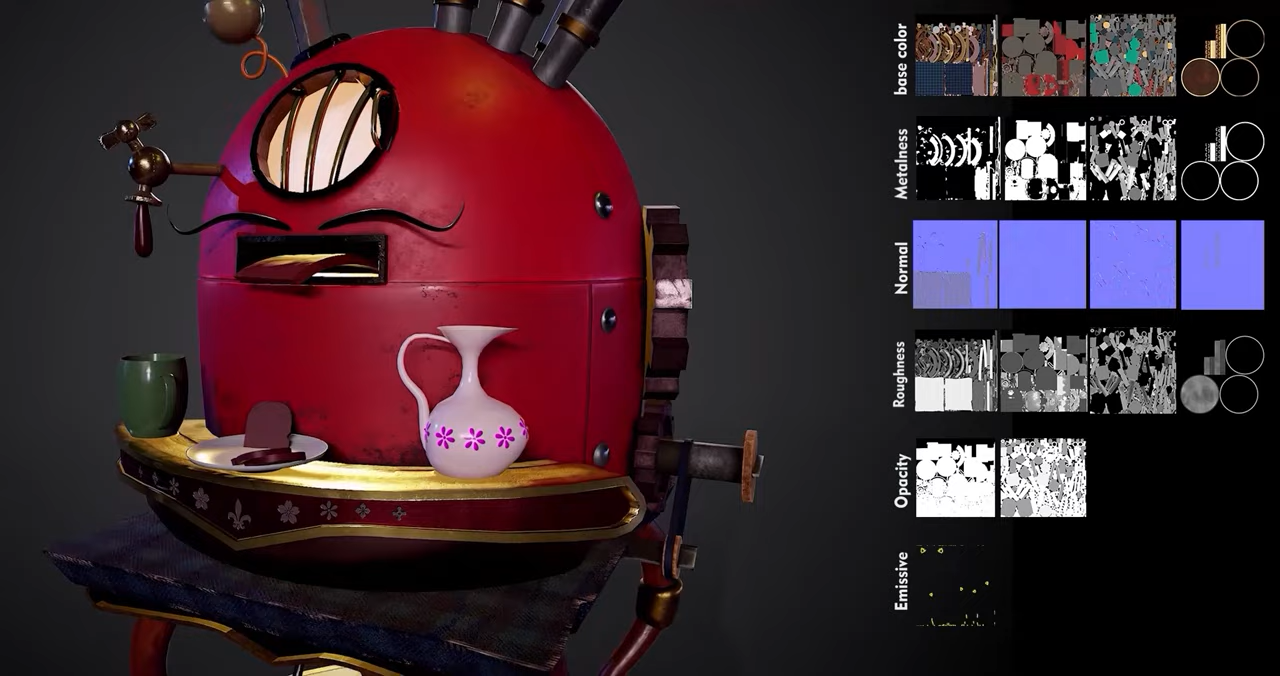 base color
Metalness
Normal
Roughness
Opacity
Emissive